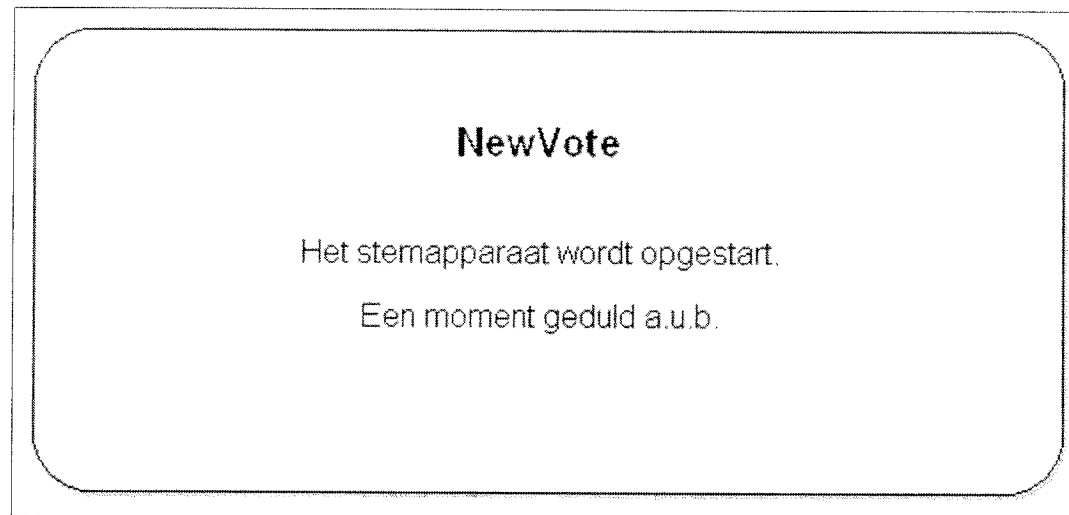 NewVote
Het stemapparaat wordt opgestart.
Een moment geduld a.u.b.